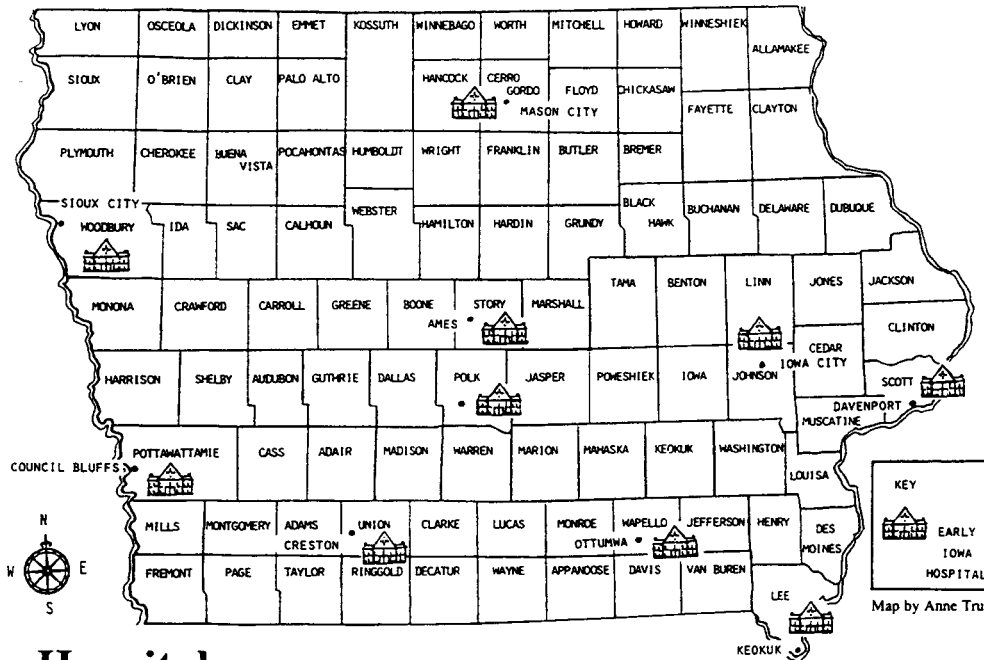 LYON OSCEOLA DICKINSON EMMET KOSSUTH WINNEBAGO WORTH MITCHELL HOWARD WINNESHIEK
ALLAMAKEE
SIOUX O'BRIEN CLAY PALO ALTO HANCOCK CERRO
GORDO FLOYD CHICKASAW
MASON CITY FAYETTE CLAYTON
PLYMOUTH CHEROKEE BUENA
VISTA POCAHONTAS HUMBOLDT WRIGHT FRANKLIN BUTLER BREMER
SIOUX CITY
WOODBURY IDA SAC CALHOUN WEBSTER HAMILTON HARDIN GRUNDY BLACK
HAWK BUCHANAN DELAWARE DUBUQUE
MONONA CRAWFORD CARROLL GREENE BOONE STORY MARSHALL TAMA BENTON LINN JONES JACKSON
AMES
CLINTON
CEDAR
IOWA CITY
HARRISON SHELBY AUDUBON GUTHRIE DALLAS POLK JASPER POWESHIEK IOWA JOHNSON SCOTT
DAVENPORT
MUSCATINE
POTTAWATTAMIE CASS ADAIR MADISON WARREN MARION MAHASKA KEOKUK WASHINGTON
COUNCIL BLUFFS
LOUISA
MILLS MONTGOMERY ADAMS UNION CLARKE LUCAS MONROE WAPELLO JEFFERSON HENRY DES
MOINES
CRESTON OTTUMWA
FREMONT PAGE TAYLOR RINGGOLD DECATUR WAYNE APPANOOSE DAVIS VAN BUREN
LEE
KEOKUK
N
W E
S
KEY
EARLY
IOWA
HOSPITAL
Map by Anne Tru